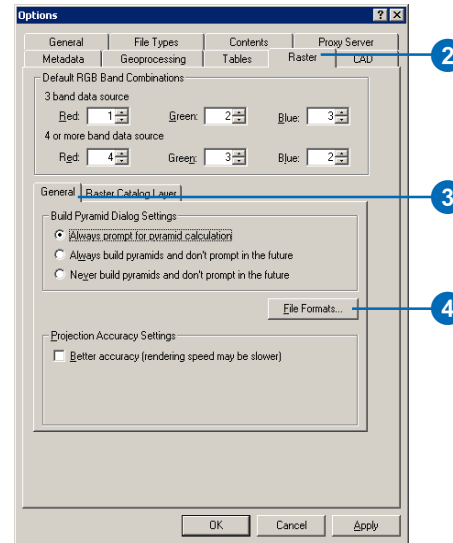 Options
General File Types Contents Proxy Server
Metadata Geoprocessing Tables Raster CAD
2
Default RGB Band Combinations
3 band data source
Red: 1 Green: 2 Blue: 3
4 or more band data source
Red: 4 Green: 3 Blue: 2
General Raster Catalog Layer
3
Build Pyramid Dialog Settings
Always prompt for pyramid calculation
Always build pyramids and don't prompt in the future
Never build pyramids and don't prompt in the future
File Formats...
4
Projection Accuracy Settings
Better accuracy (rendering speed may be slower)
OK Cancel Apply